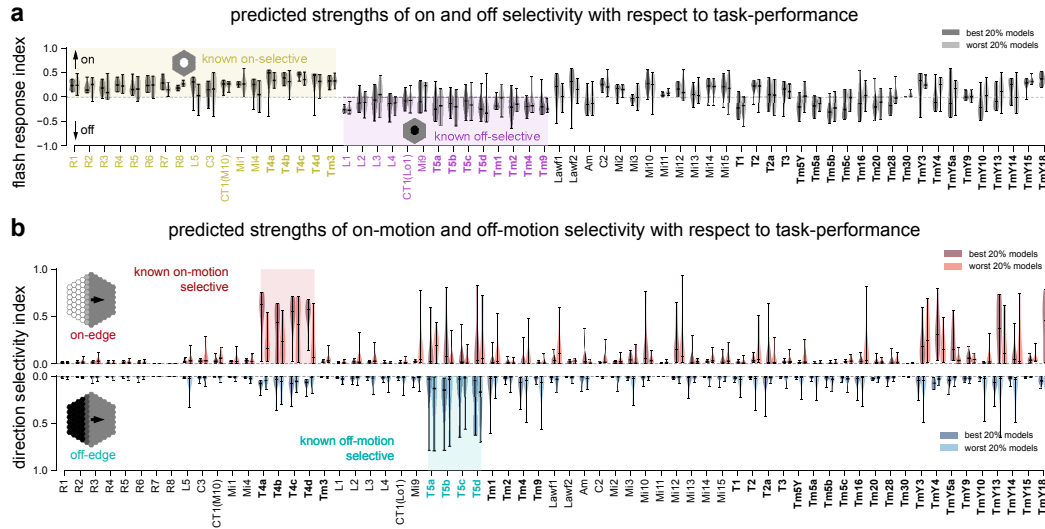 a
predicted strengths of on and off selectivity with respect to task-performance
flash response index
1.0
0.5
0.0
−0.5
−1.0
on
off
known on-selective
known off-selective
best 20% models
worst 20% models
R1 R2 R3 R4 R5 R6 R7 R8 L5 C3 CT1(M10) Mi1 Mi4 T4a T4b T4c T4d Tm3 L1 L2 L3 L4 CT1(Lo1) Mi9 T5a T5b T5c T5d Tm1 Tm2 Tm4 Tm9 Lawf1 Lawf2 Am C2 Mi2 Mi3 Mi10 Mi11 Mi12 Mi13 Mi14 Mi15 T1 T2 T2a T3 Tm5Y Tm5a Tm5b Tm5c Tm16 Tm20 Tm28 Tm30 TmY3 TmY4 TmY5a TmY9 TmY10 TmY13 TmY14 TmY15 TmY18
b
predicted strengths of on-motion and off-motion selectivity with respect to task-performance
direction selectivity index
1.0
0.5
0.0
0.0
0.5
1.0
known on-motion
selective
on-edge
best 20% models
worst 20% models
off-edge
known off-motion
selective
best 20% models
worst 20% models
R1 R2 R3 R4 R5 R6 R7 R8 L5 C3 CT1(M10) Mi1 Mi4 T4a T4b T4c T4d Tm3 L1 L2 L3 L4 CT1(Lo1) Mi9 T5a T5b T5c T5d Tm1 Tm2 Tm4 Tm9 Lawf1 Lawf2 Am C2 Mi2 Mi3 Mi10 Mi11 Mi12 Mi13 Mi14 Mi15 T1 T2 T2a T3 Tm5Y Tm5a Tm5b Tm5c Tm16 Tm20 Tm28 Tm30 TmY3 TmY4 TmY5a TmY9 TmY10 TmY13 TmY14 TmY15 TmY18